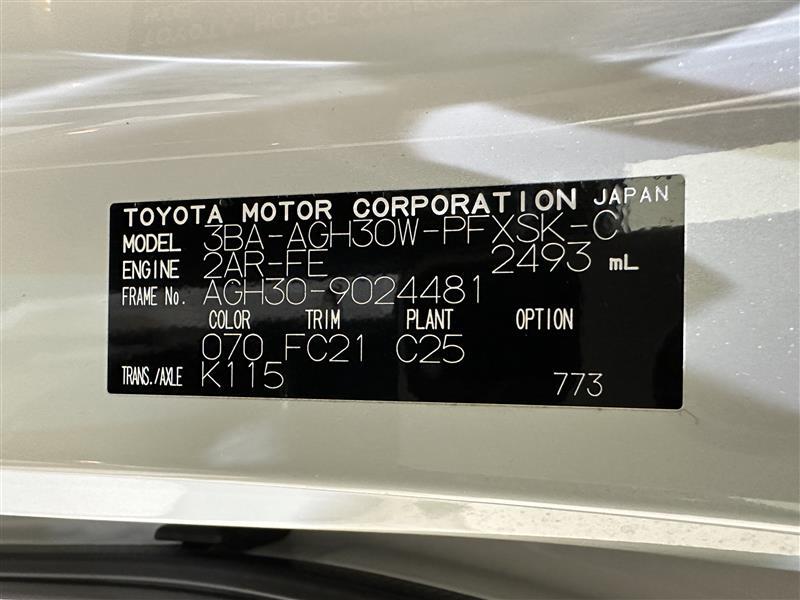 TOYOTA MOTOR CORPORATION JAPAN
MODEL 3BA-AGH30W-PFXSK-C
ENGINE 2AR-FE 2493 mL
FRAME No. AGH30-9024481
COLOR TRIM PLANT OPTION
070 FC21 C25
TRANS./AXLE K115 773